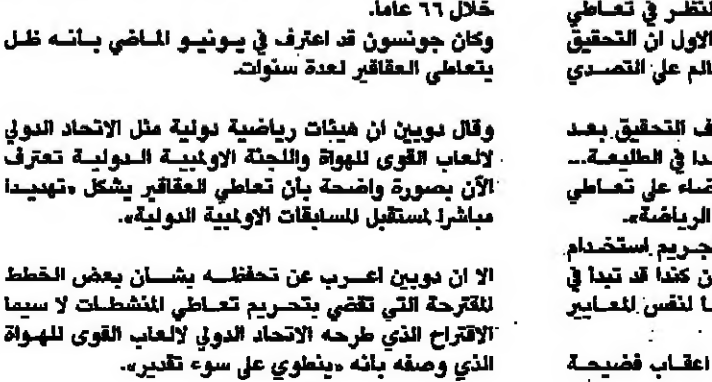 خلال ٦٦ عاما.
وكان جونسون قد اعترف في يونيو الماضي بأنه ظل
يتعاطى العقاقير لعدة سنوات.
وقال دوبين ان هيئات رياضية دولية مثل الاتحاد الدولي
لالعاب القوى للهواة واللجنة الاولمبية الدولية تعترف
الآن بصورة واضحة بأن تعاطي العقاقير يشكل «تهديدا
مباشرا لمستقبل المسابقات الاولمبية الدولية».
الا ان دوبين اعرب عن تحفظه بشأن بعض الخطط
المقترحة التي تقضي بتحريم تعاطي المنشطات لا سيما
الاقتراح الذي طرحه الاتحاد الدولي لالعاب القوى للهواة
الذي وصفه بأنه «ينطوي على سوء تقدير».
النظر في تعاطي
الاول ان التحقيق
الم على التصدي
ف التحقيق بعد
دا في الطليعة...
ضاء على تعاطي
الرياضة».
جريم استخدام
ن كندا قد تبدا في
ا لنفس المعايير
اعقاب فضيحة